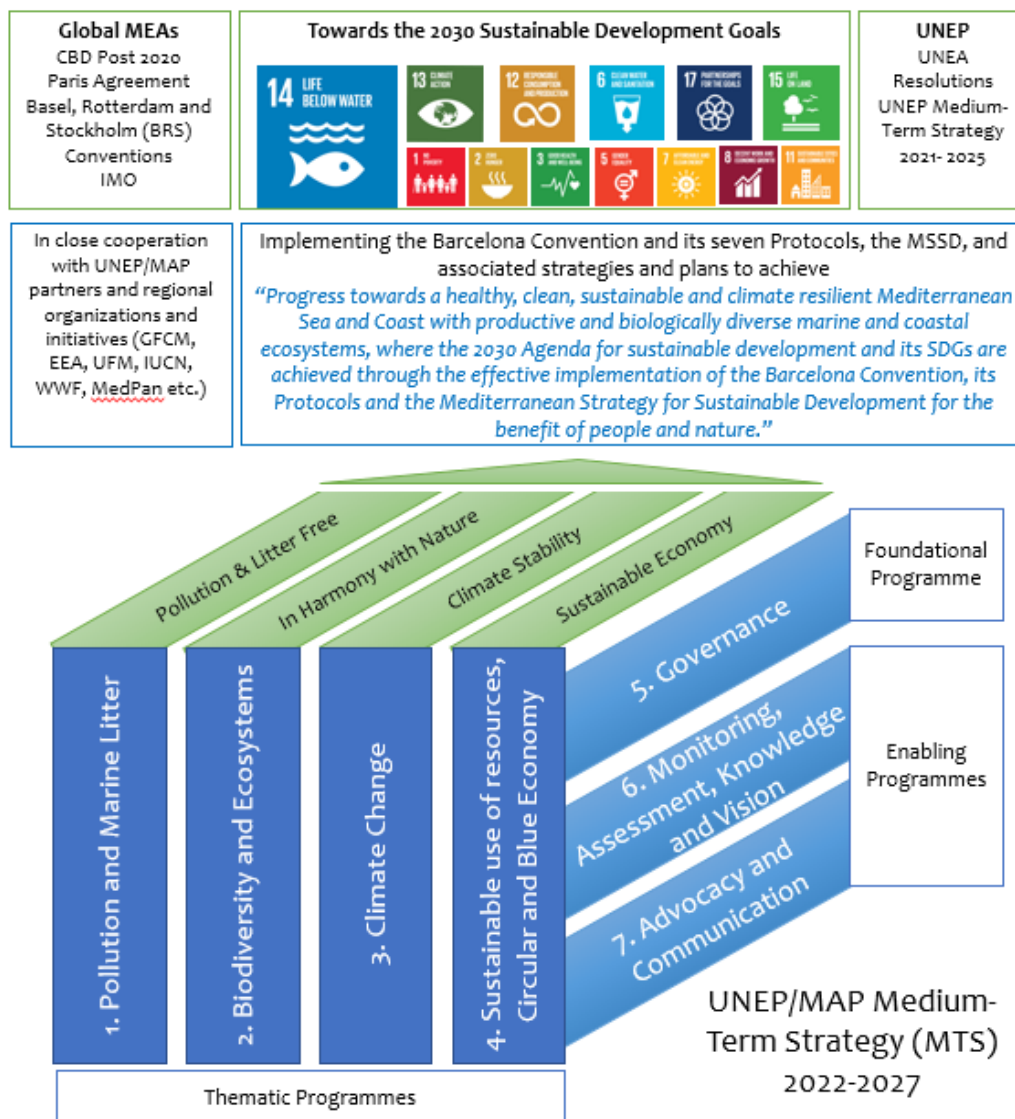 Global MEAs
CBD Post 2020
Paris Agreement
Basel, Rotterdam and
Stockholm (BRS)
Conventions
IMO
Towards the 2030 Sustainable Development Goals
14 LIFE
BELOW WATER
13 CLIMATE
ACTION
12 RESPONSIBLE
CONSUMPTION
AND PRODUCTION
6 CLEAN WATER
AND SANITATION
17 PARTNERSHIPS
FOR THE GOALS
15 LIFE
ON LAND
1 NO
POVERTY
2 ZERO
HUNGER
3 GOOD HEALTH
AND WELL-BEING
5 GENDER
EQUALITY
7 AFFORDABLE AND
CLEAN ENERGY
8 DECENT WORK AND
ECONOMIC GROWTH
11 SUSTAINABLE CITIES
AND COMMUNITIES
UNEP
UNEA
Resolutions
UNEP Medium-
Term Strategy
2021- 2025
In close cooperation
with UNEP/MAP
partners and regional
organizations and
initiatives (GFCM,
EEA, UFM, IUCN,
WWF, MedPan etc.)
Implementing the Barcelona Convention and its seven Protocols, the MSSD, and
associated strategies and plans to achieve
“Progress towards a healthy, clean, sustainable and climate resilient Mediterranean
Sea and Coast with productive and biologically diverse marine and coastal
ecosystems, where the 2030 Agenda for sustainable development and its SDGs are
achieved through the effective implementation of the Barcelona Convention, its
Protocols and the Mediterranean Strategy for Sustainable Development for the
benefit of people and nature.”
Pollution & Litter Free
In Harmony with Nature
Climate Stability
Sustainable Economy
1. Pollution and Marine Litter
2. Biodiversity and Ecosystems
3. Climate Change
4. Sustainable use of resources,
Circular and Blue Economy
5. Governance
6. Monitoring,
Assessment, Knowledge
and Vision
7. Advocacy and
Communication
Foundational
Programme
Enabling
Programmes
Thematic Programmes
UNEP/MAP Medium-
Term Strategy (MTS)
2022-2027